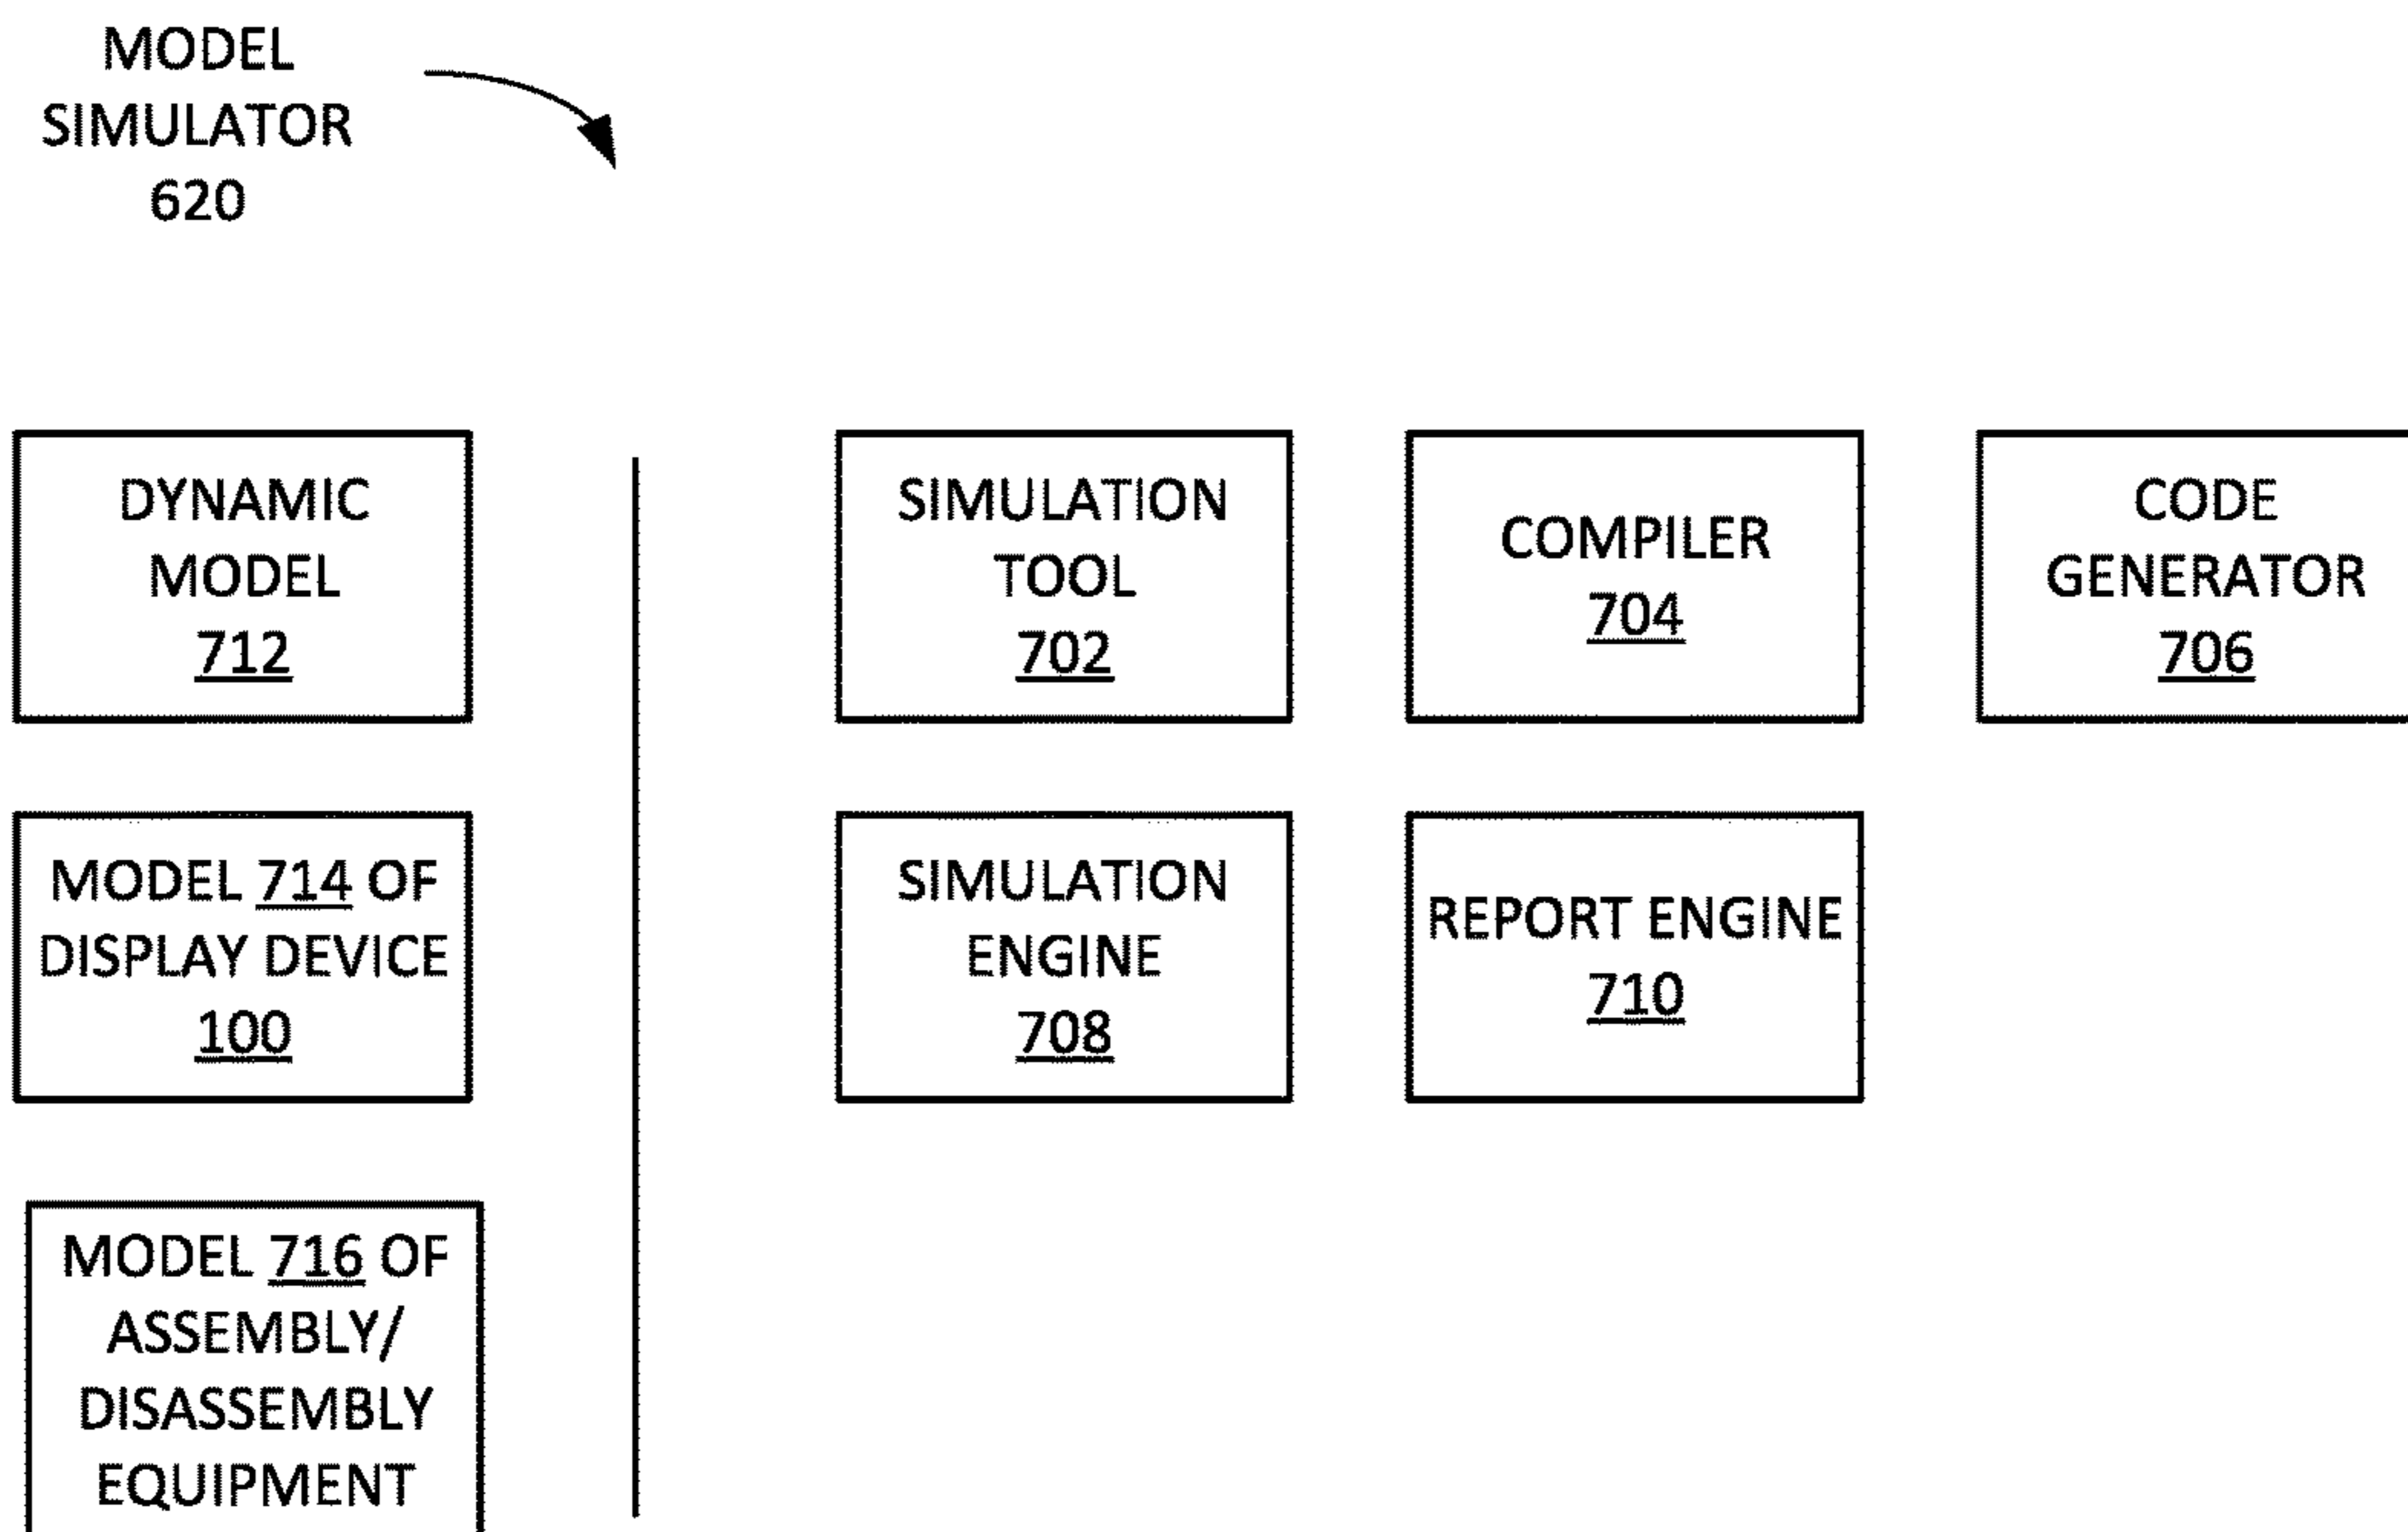 MODEL
SIMULATOR
620
DYNAMIC
MODEL
712
SIMULATION
TOOL
702
COMPILER
704
CODE
GENERATOR
706
MODEL 714 OF
DISPLAY DEVICE
100
SIMULATION
ENGINE
708
REPORT ENGINE
710
MODEL 716 OF
ASSEMBLY/
DISASSEMBLY
EQUIPMENT